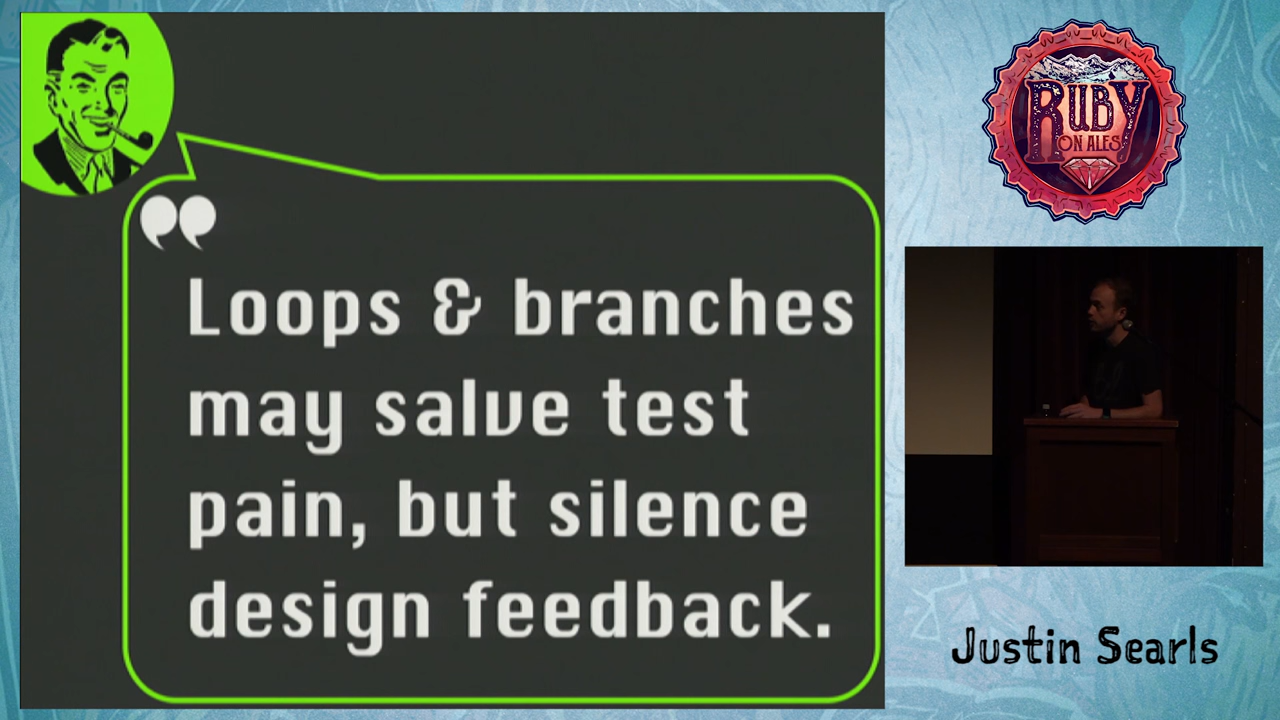 Loops & branches
may salve test
pain, but silence
design feedback.
RUBY
ON ALES
Justin Searls